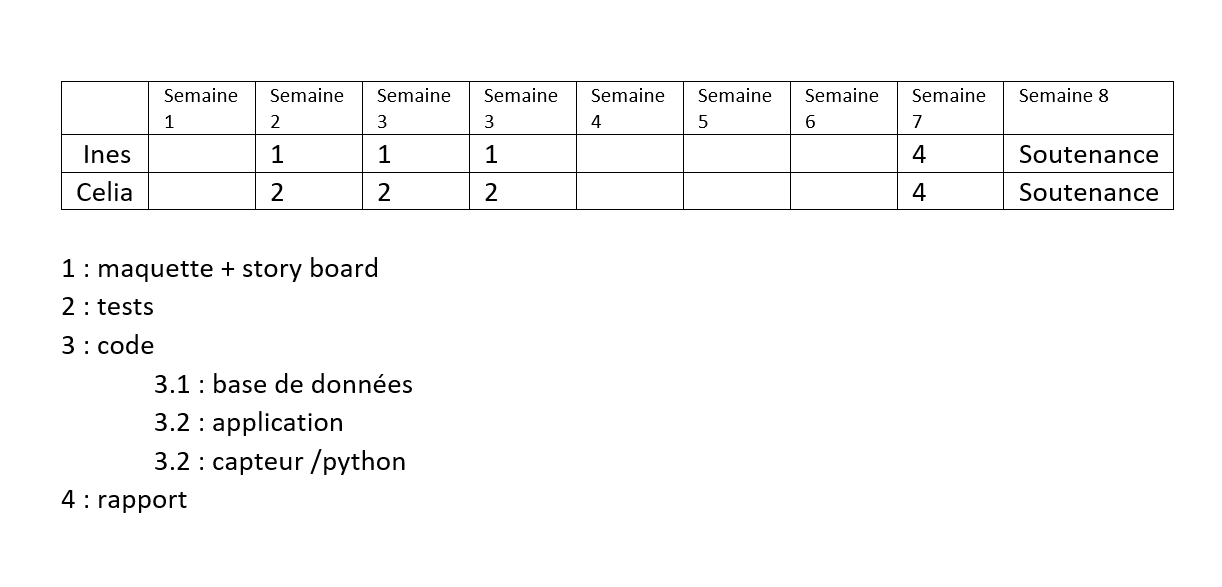 Semaine 1 Semaine 2 Semaine 3 Semaine 3 Semaine 4 Semaine 5 Semaine 6 Semaine 7 Semaine 8
Ines 1 1 1 4 Soutenance
Celia 2 2 2 4 Soutenance
1 : maquette + story board
2 : tests
3 : code
3.1 : base de données
3.2 : application
3.2 : capteur /python
4 : rapport